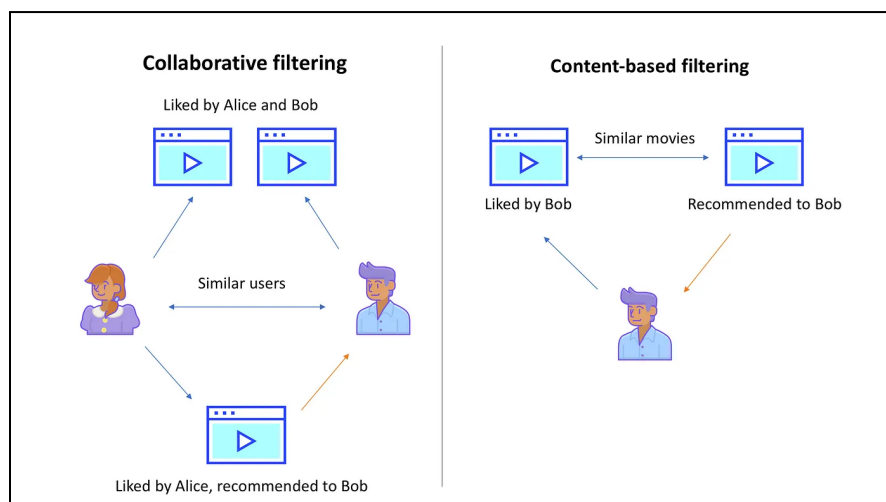 Collaborative filtering
Liked by Alice and Bob
Similar users
Liked by Alice, recommended to Bob
Content-based filtering
Similar movies
Liked by Bob
Recommended to Bob